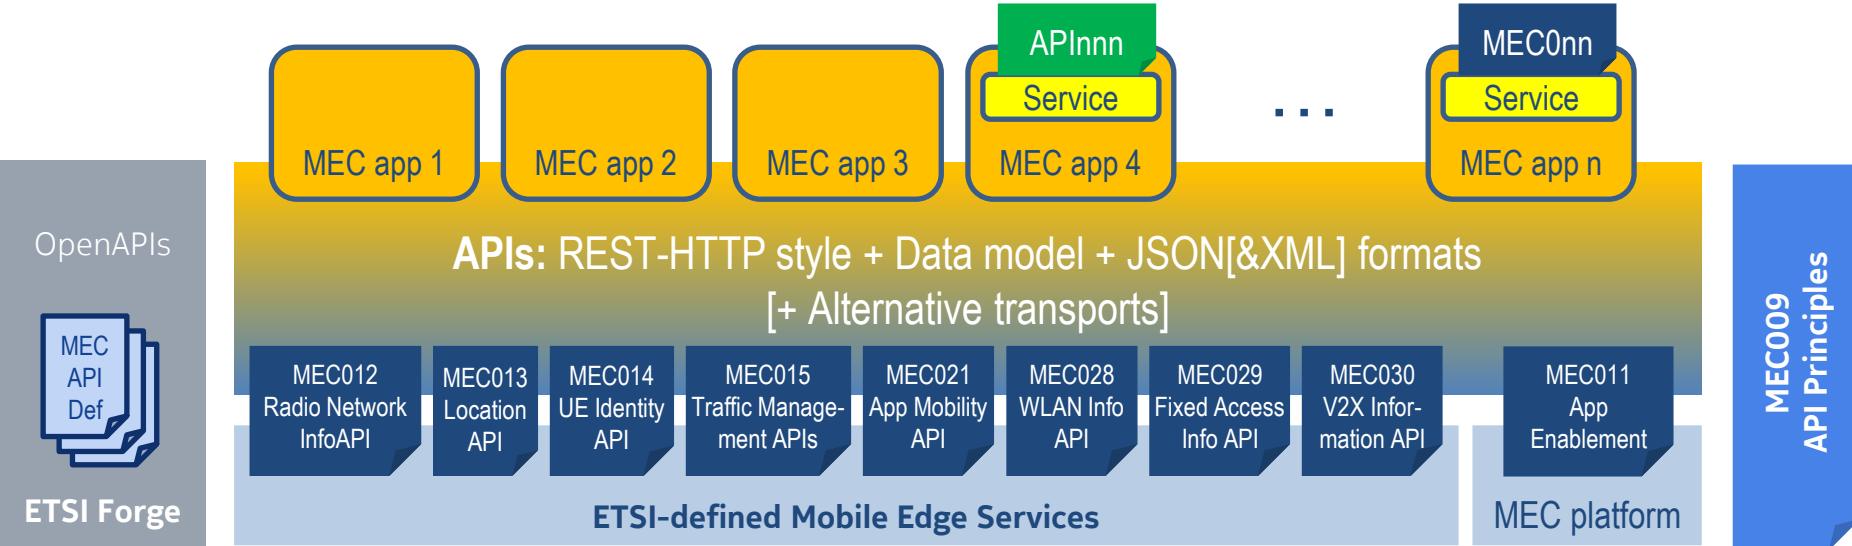 APInnn
Service
MEC0nn
Service
. . .
MEC app 1
MEC app 2
MEC app 3
MEC app 4
MEC app n
OpenAPIs
MEC
API
Def
ETSI Forge
APIs: REST-HTTP style + Data model + JSON[&XML] formats
[+ Alternative transports]
MEC012
Radio Network
InfoAPI
MEC013
Location
API
MEC014
UE Identity
API
MEC015
Traffic Manage-
ment APIs
MEC021
App Mobility
API
MEC028
WLAN Info
API
MEC029
Fixed Access
Info API
MEC030
V2X Infor-
mation API
MEC011
App
Enablement
ETSI-defined Mobile Edge Services
MEC platform
MEC009
API Principles